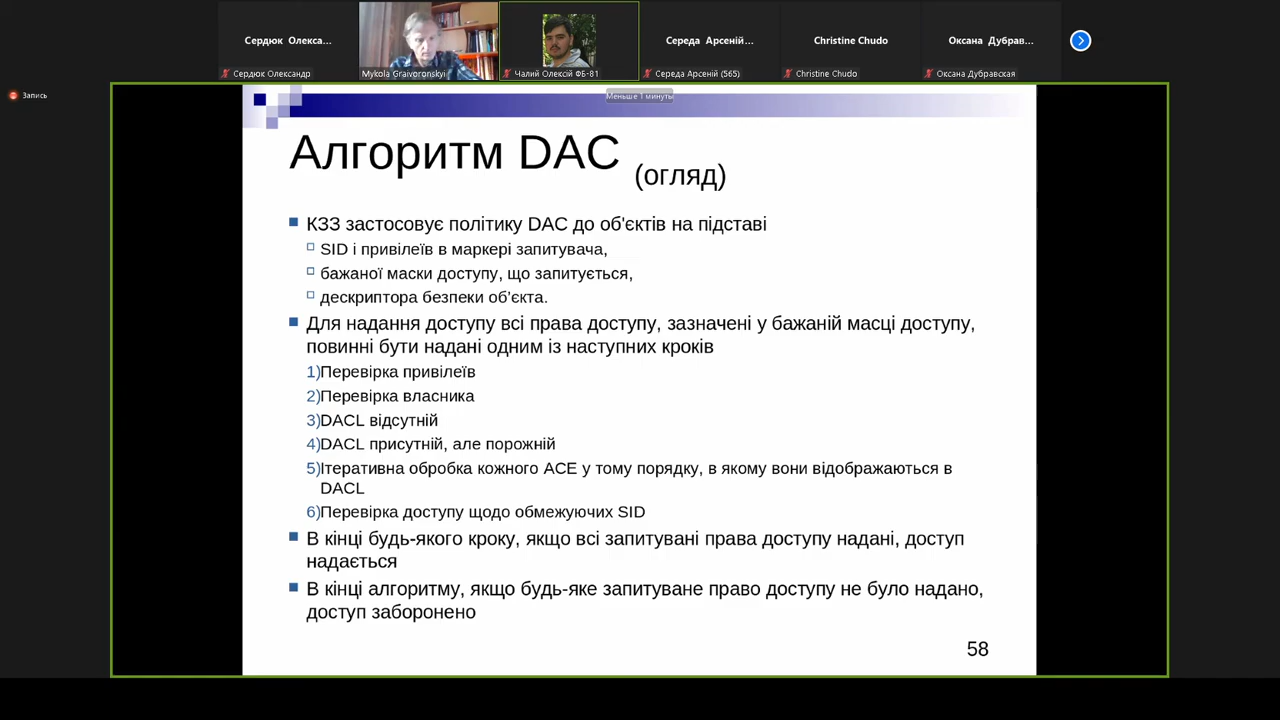 Сердюк Олекса...
Середа Арсеній...
Christine Chudo
Оксана Дубрав...
Сердюк Олександр
Mykola Graivoronskyi
Чалий Олексій ФБ-81
Середа Арсеній (565)
Christine Chudo
Оксана Дубравская
Запись
Меньше 1 минуты
Алгоритм DAC (огляд)
КЗЗ застосовує політику DAC до об'єктів на підставі
SID і привілеїв в маркері запитувача,
бажаної маски доступу, що запитується,
дескриптора безпеки об'єкта.
Для надання доступу всі права доступу, зазначені у бажаній масці доступу,
повинні бути надані одним із наступних кроків
1)Перевірка привілеїв
2)Перевірка власника
3)DACL відсутній
4)DACL присутній, але порожній
5)Ітеративна обробка кожного ACE у тому порядку, в якому вони відображаються в
DACL
6)Перевірка доступу щодо обмежуючих SID
В кінці будь-якого кроку, якщо всі запитувані права доступу надані, доступ
надається
В кінці алгоритму, якщо будь-яке запитуване право доступу не було надано,
доступ заборонено
58